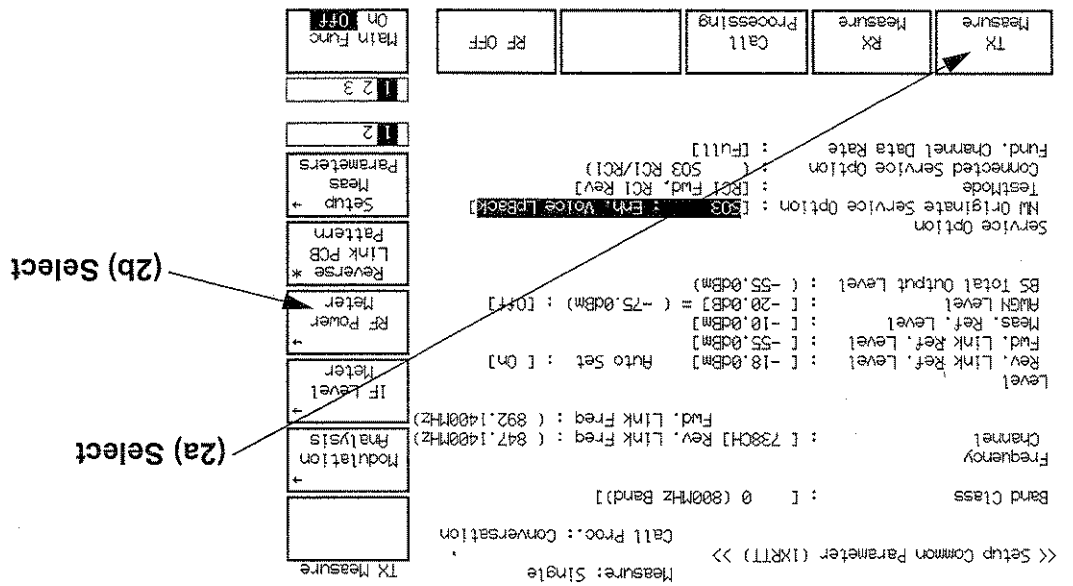 << Setup Common Parameter (1XRTT) >>
Measure: Single
Call Proc.: Conversation
Band Class : [ 0 (800MHz Band)]
Frequency
Channel : [ 738CH] Rev. Link Freq : ( 847.1400MHz)
Fwd. Link Freq : ( 892.1400MHz)
Level
Rev. Link Ref. Level : [ -18.0dBm] Auto Set : [ On]
Fwd. Link Ref. Level : [ -55.0dBm]
Meas. Ref. Level : [ -10.0dBm]
AWGN Level : [ -20.0dB] = ( -75.0dBm) : [Off]
BS Total Output Level : ( -55.0dBm)
Service Option
NW Originate Service Option : [SO3 : Enh. Voice LpBack]
TestMode : [RC1 Fwd, RC1 Rev]
Connected Service Option : ( SO3 RC1/RC1)
Fund. Channel Data Rate : [Full]
TX Measure
Modulation Analysis →
IF Level Meter →
RF Power Meter →
Reverse * Link PCB Pattern
Setup → Meas Parameters
1 2
1 2 3
Main Func On Off
TX Measure
RX Measure
Call Processing
RF OFF
(2a) Select
(2b) Select